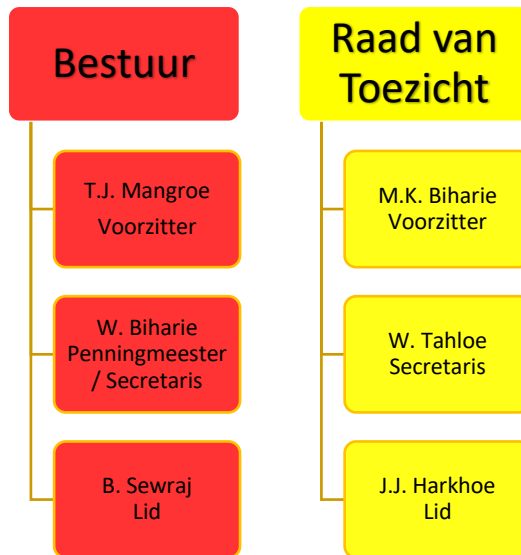 Bestuur
T.J. Mangroe
Voorzitter
W. Biharie
Penningmeester
/ Secretaris
B. Sewraj
Lid
Raad van
Toezicht
M.K. Biharie
Voorzitter
W. Tahloe
Secretaris
J.J. Harkhoe
Lid